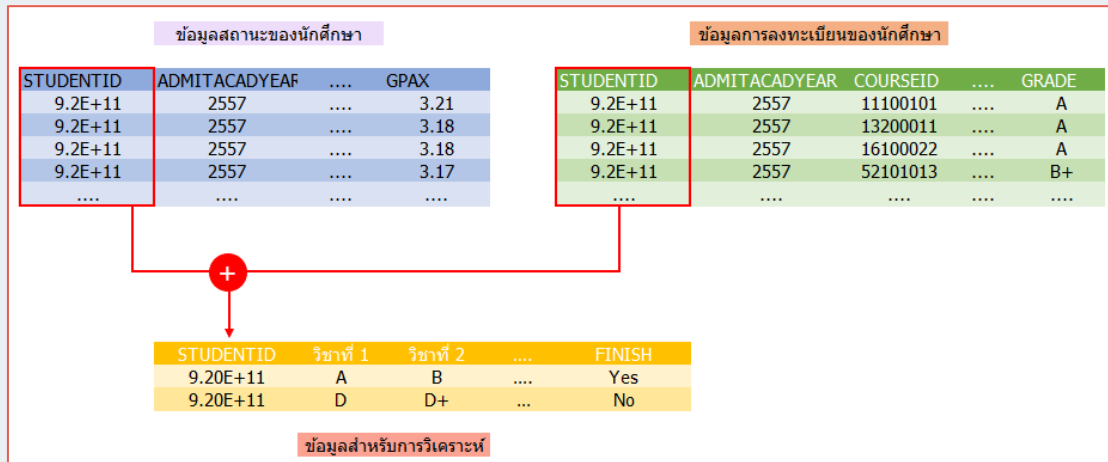 ข้อมูลสถานะของนักศึกษา
STUDENTID ADMITACADYEAR .... GPAX
9.2E+11 2557 .... 3.21
9.2E+11 2557 .... 3.18
9.2E+11 2557 .... 3.18
9.2E+11 2557 .... 3.17
.... .... .... ....
ข้อมูลการลงทะเบียนของนักศึกษา
STUDENTID ADMITACADYEAR COURSEID .... GRADE
9.2E+11 2557 11100101 .... A
9.2E+11 2557 13200011 .... A
9.2E+11 2557 16100022 .... A
9.2E+11 2557 52101013 .... B+
.... .... .... .... ....
+
STUDENTID วิชาที่ 1 วิชาที่ 2 .... FINISH
9.20E+11 A B .... Yes
9.20E+11 D D+ ... No
ข้อมูลสำหรับการวิเคราะห์